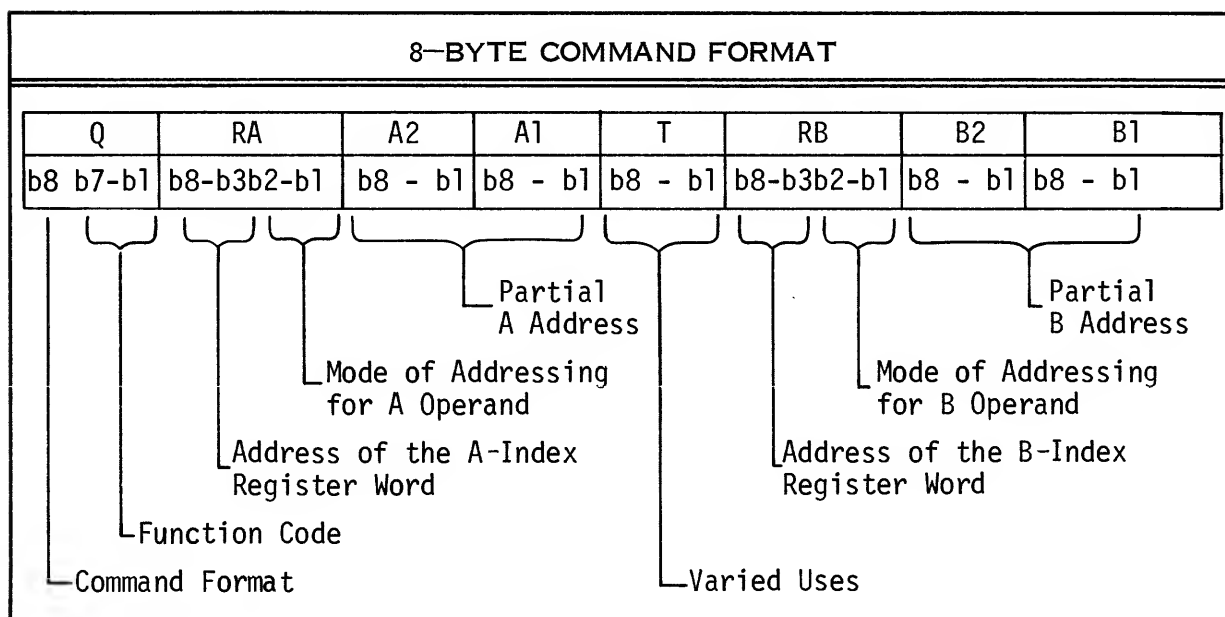 8—BYTE COMMAND FORMAT
Q RA A2 A1 T RB B2 B1
b8 b7-b1 b8-b3b2-b1 b8 - b1 b8 - b1 b8 - b1 b8-b3b2-b1 b8 - b1 b8 - b1
Partial
A Address
Partial
B Address
Mode of Addressing
for A Operand
Mode of Addressing
for B Operand
Address of the A-Index
Register Word
Address of the B-Index
Register Word
Function Code
Command Format
Varied Uses